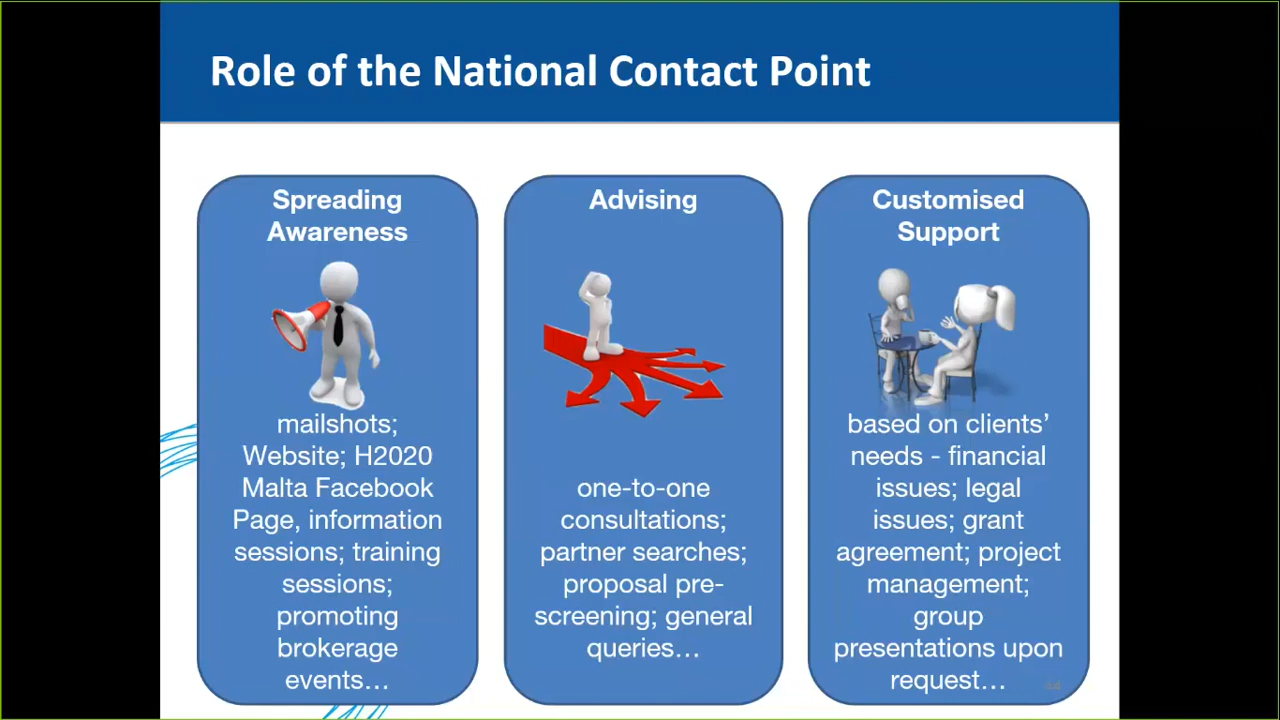 Role of the National Contact Point
Spreading
Awareness
mailshots;
Website; H2020
Malta Facebook
Page, information
sessions; training
sessions;
promoting
brokerage
events…
Advising
one-to-one
consultations;
partner searches;
proposal pre-
screening; general
queries…
Customised
Support
based on clients’
needs - financial
issues; legal
issues; grant
agreement; project
management;
group
presentations upon
request…